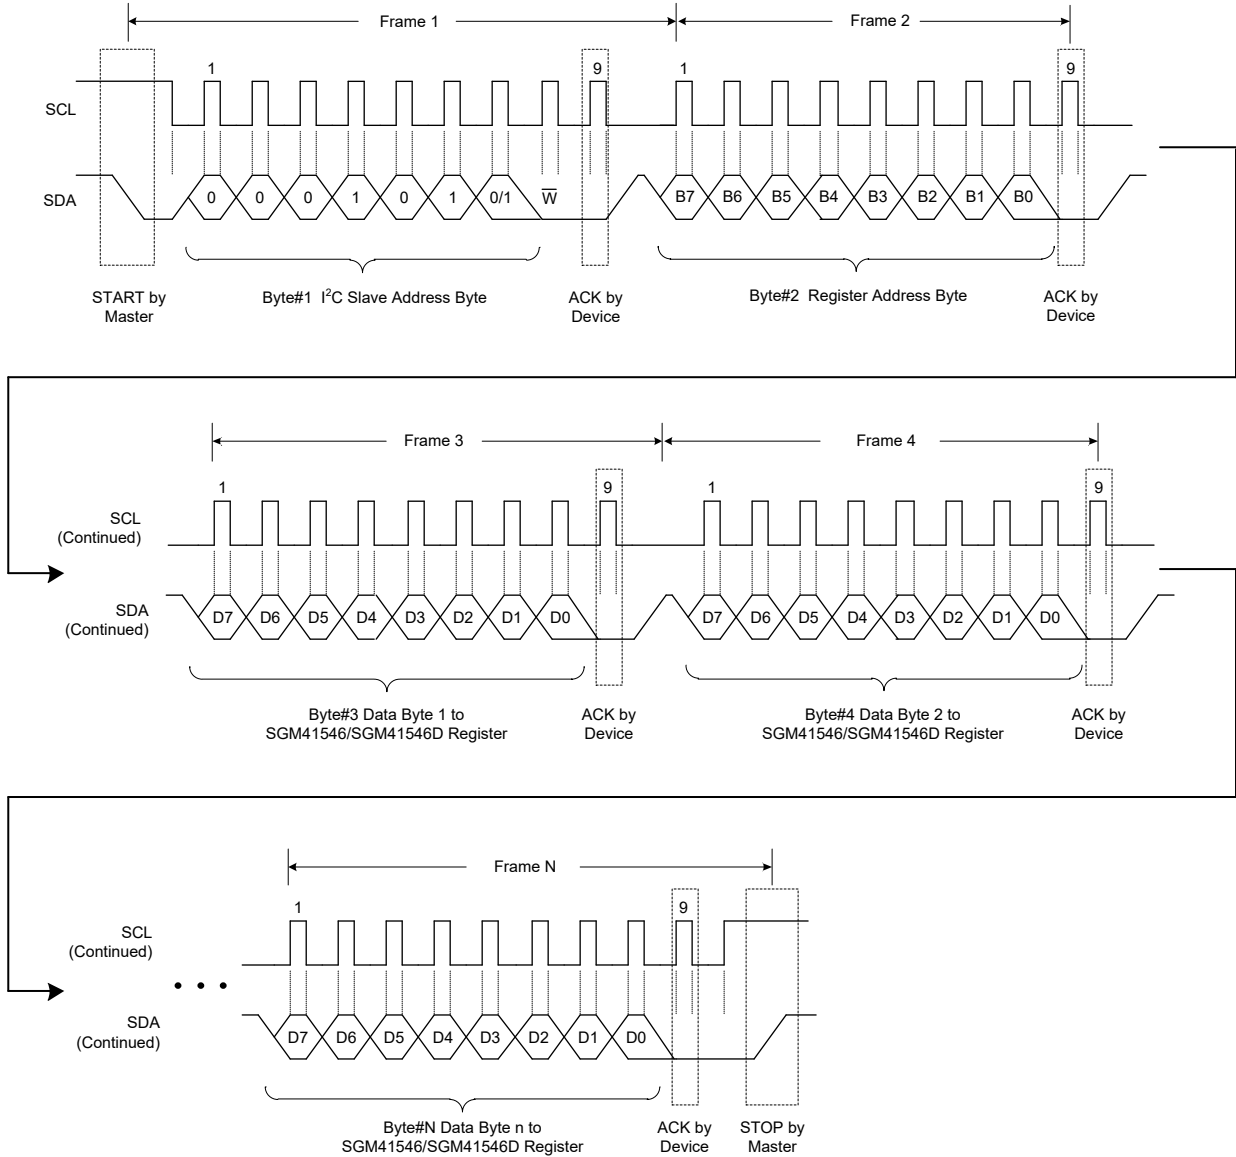 Frame 1
Frame 2
1
9
1
9
SCL
SDA
0 0 0 1 0 1 0/1 W̅
B7 B6 B5 B4 B3 B2 B1 B0
START by
Master
Byte#1 I²C Slave Address Byte
ACK by
Device
Byte#2 Register Address Byte
ACK by
Device
Frame 3
Frame 4
1
9
1
9
SCL
(Continued)
SDA
(Continued)
D7 D6 D5 D4 D3 D2 D1 D0
D7 D6 D5 D4 D3 D2 D1 D0
Byte#3 Data Byte 1 to
SGM41546/SGM41546D Register
ACK by
Device
Byte#4 Data Byte 2 to
SGM41546/SGM41546D Register
ACK by
Device
Frame N
1
9
SCL
(Continued)
• • •
SDA
(Continued)
D7 D6 D5 D4 D3 D2 D1 D0
Byte#N Data Byte n to
SGM41546/SGM41546D Register
ACK by
Device
STOP by
Master